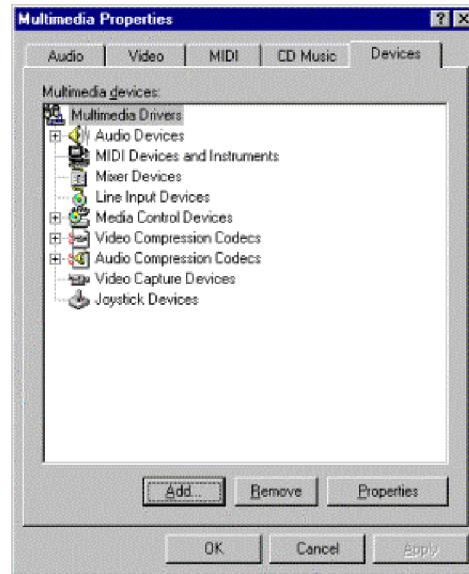 Multimedia Properties
Audio Video MIDI CD Music Devices
Multimedia devices:
Multimedia Drivers
Audio Devices
MIDI Devices and Instruments
Mixer Devices
Line Input Devices
Media Control Devices
Video Compression Codecs
Audio Compression Codecs
Video Capture Devices
Joystick Devices
Add... Remove Properties
OK Cancel Apply